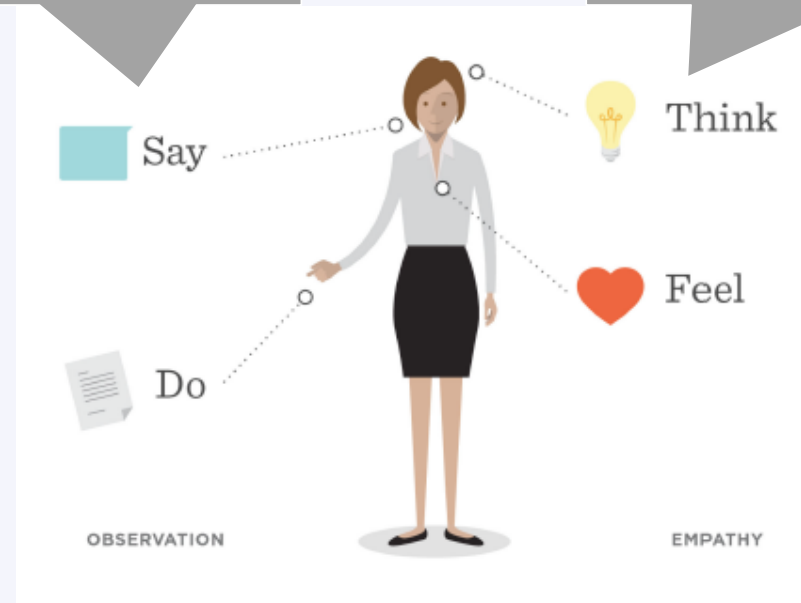 Think
Say
Feel
Do
OBSERVATION
EMPATHY